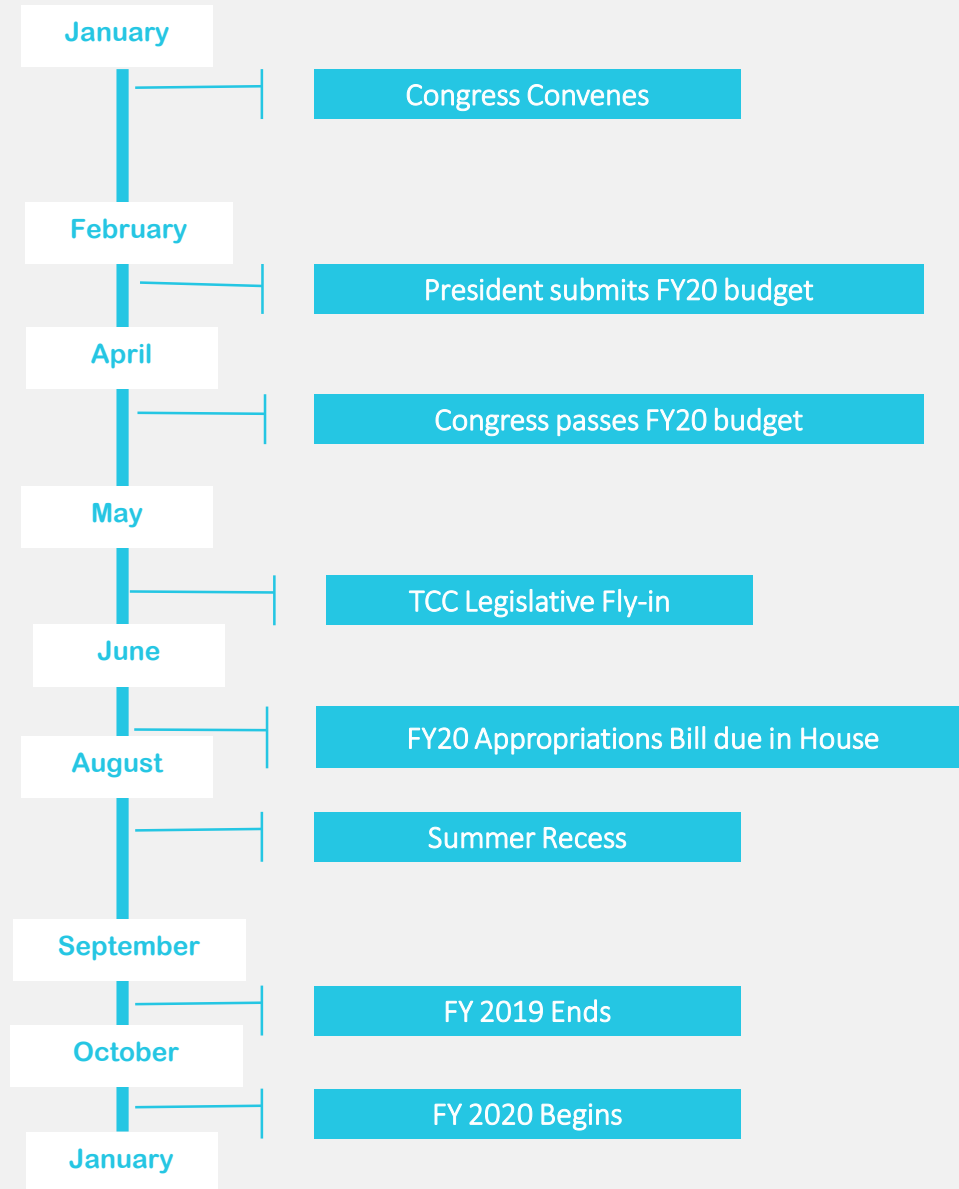 January
Congress Convenes
February
President submits FY20 budget
April
Congress passes FY20 budget
May
TCC Legislative Fly-in
June
FY20 Appropriations Bill due in House
August
Summer Recess
September
FY 2019 Ends
October
FY 2020 Begins
January